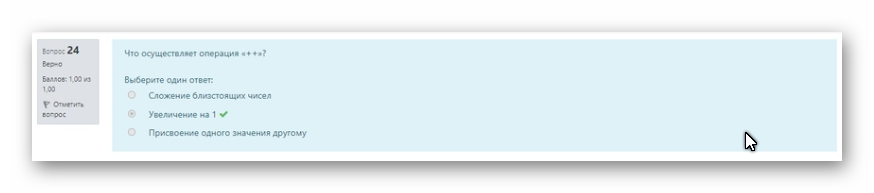 Вопрос 24
Верно
Баллов: 1,00 из
1,00
Отметить
вопрос
Что осуществляет операция «++»?
Выберите один ответ:
Сложение близстоящих чисел
Увеличение на 1
Присвоение одного значения другому